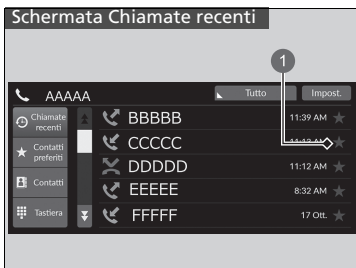 Schermata Chiamate recenti
1
AAAAA
Tutto
Impost.
Chiamate
recenti
BBBBB
11:39 AM
Contatti
preferiti
CCCCC
DDDDD
11:12 AM
Contatti
EEEEE
8:32 AM
Tastiera
FFFFF
17 Ott.